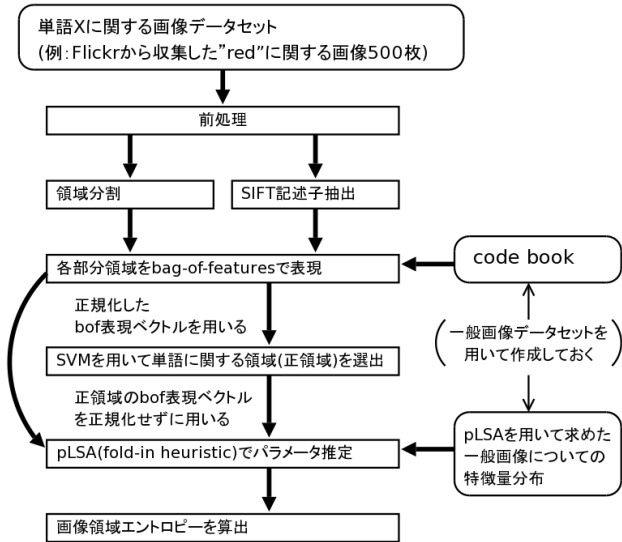 単語Xに関する画像データセット
(例:Flickrから収集した”red”に関する画像500枚)
前処理
領域分割
SIFT記述子抽出
各部分領域をbag-of-featuresで表現
code book
正規化した
bof表現ベクトルを用いる
(一般画像データセットを
用いて作成しておく)
SVMを用いて単語に関する領域(正領域)を選出
正領域のbof表現ベクトル
を正規化せずに用いる
pLSA(fold-in heuristic)でパラメータ推定
pLSAを用いて求めた
一般画像についての
特徴量分布
画像領域エントロピーを算出